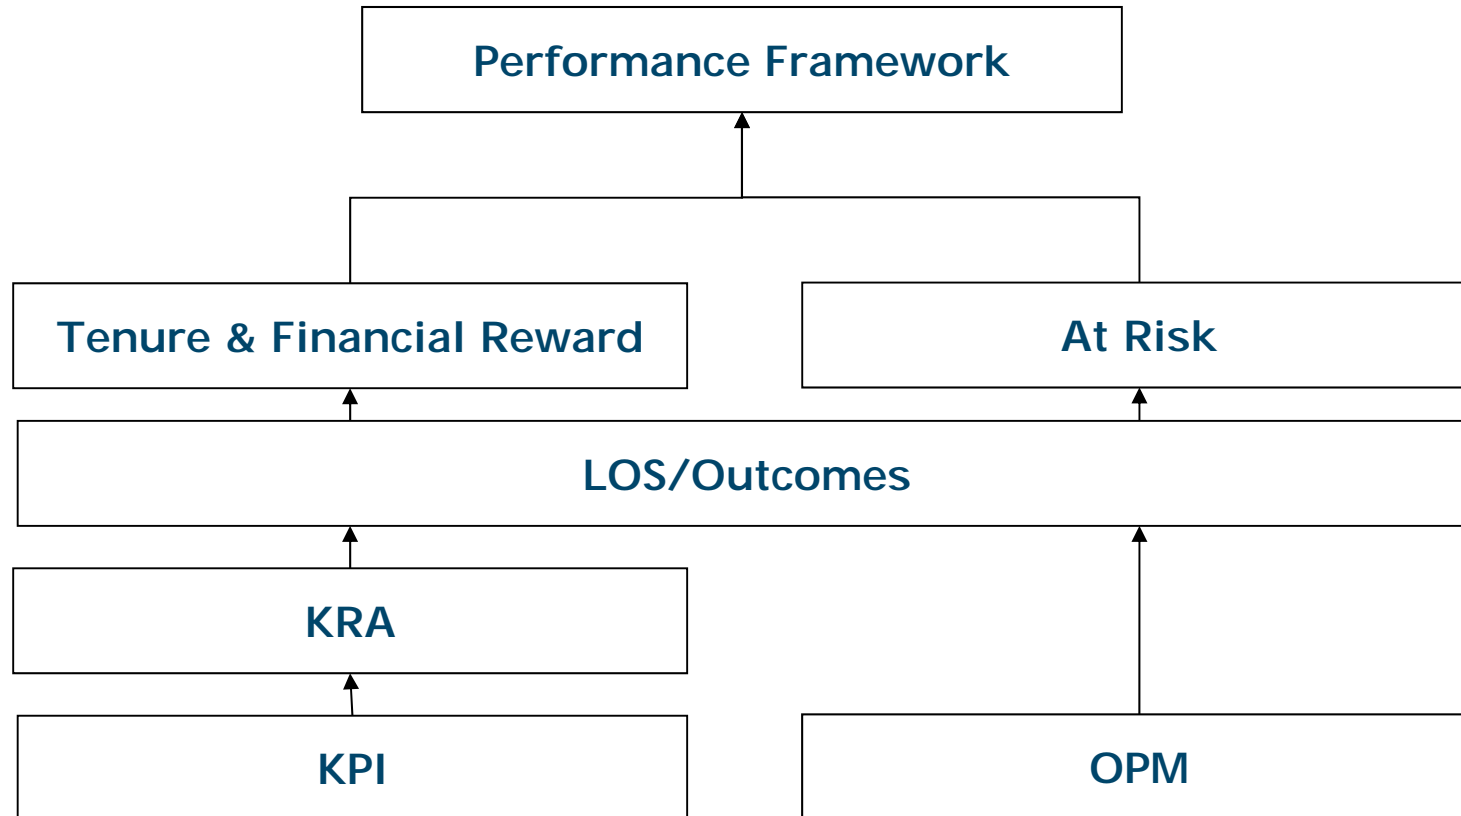 Performance Framework
Tenure & Financial Reward
At Risk
LOS/Outcomes
KRA
KPI
OPM